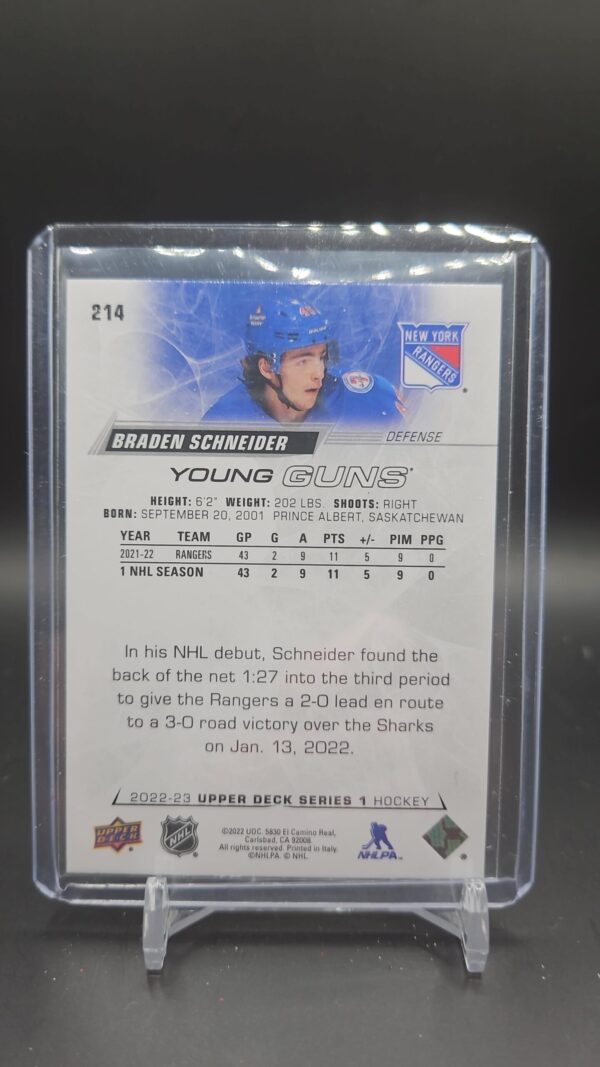 214
NEW YORK
RANGERS
BRADEN SCHNEIDER
DEFENSE
YOUNG GUNS
HEIGHT: 6'2" WEIGHT: 202 LBS. SHOOTS: RIGHT
BORN: SEPTEMBER 20, 2001 PRINCE ALBERT, SASKATCHEWAN
YEAR TEAM GP G A PTS +/- PIM PPG
2021-22 RANGERS 43 2 9 11 5 9 0
1 NHL SEASON 43 2 9 11 5 9 0
In his NHL debut, Schneider found the
back of the net 1:27 into the third period
to give the Rangers a 2-0 lead en route
to a 3-0 road victory over the Sharks
on Jan. 13, 2022.
2022-23 UPPER DECK SERIES 1 HOCKEY
UPPER DECK
NHL
©2022 UDC. 5830 El Camino Real,
Carlsbad, CA 92008.
All rights reserved. Printed in Italy.
©NHLPA © NHL
NHLPA